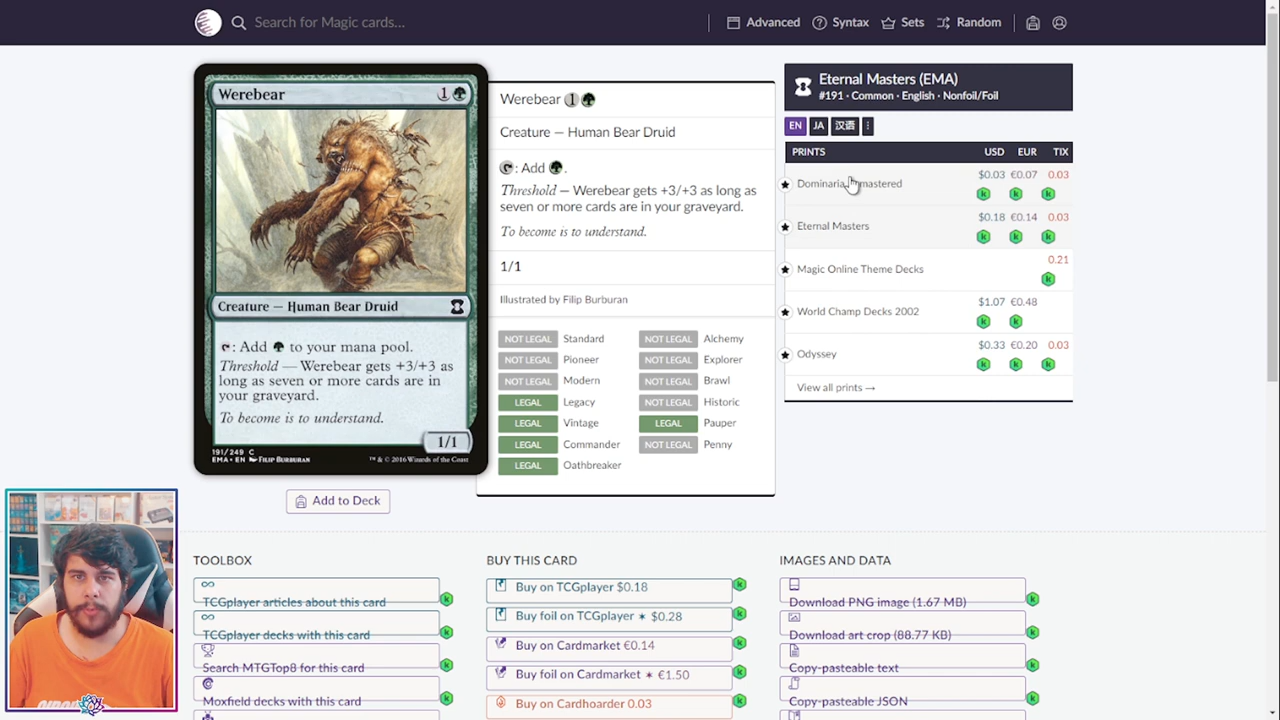 Search for Magic cards...
Advanced
Syntax
Sets
Random
Werebear 1
Creature — Human Bear Druid
: Add to your mana pool.
Threshold — Werebear gets +3/+3 as
long as seven or more cards are in
your graveyard.
To become is to understand.
1/1
191/249 C
EMA • EN FILIP BURBURAN
™ & © 2016 Wizards of the Coast
Add to Deck
Werebear 1
Creature — Human Bear Druid
: Add .
Threshold — Werebear gets +3/+3 as long as
seven or more cards are in your graveyard.
To become is to understand.
1/1
Illustrated by Filip Burburan
NOT LEGAL Standard NOT LEGAL Alchemy
NOT LEGAL Pioneer NOT LEGAL Explorer
NOT LEGAL Modern NOT LEGAL Brawl
LEGAL Legacy NOT LEGAL Historic
LEGAL Vintage LEGAL Pauper
LEGAL Commander NOT LEGAL Penny
LEGAL Oathbreaker
Eternal Masters (EMA)
#191 · Common · English · Nonfoil/Foil
EN JA 汉语
PRINTS USD EUR TIX
Dominaria Remastered $0.03 €0.07 0.03
Eternal Masters $0.18 €0.14 0.03
Magic Online Theme Decks 0.21
World Champ Decks 2002 $1.07 €0.48
Odyssey $0.33 €0.20 0.03
View all prints →
TOOLBOX
TCGplayer articles about this card
TCGplayer decks with this card
Search MTGTop8 for this card
Moxfield decks with this card
BUY THIS CARD
Buy on TCGplayer $0.18
Buy foil on TCGplayer ✶ $0.28
Buy on Cardmarket €0.14
Buy foil on Cardmarket ✶ €1.50
Buy on Cardhoarder 0.03
IMAGES AND DATA
Download PNG image (1.67 MB)
Download art crop (88.77 KB)
Copy-pasteable text
Copy-pasteable JSON